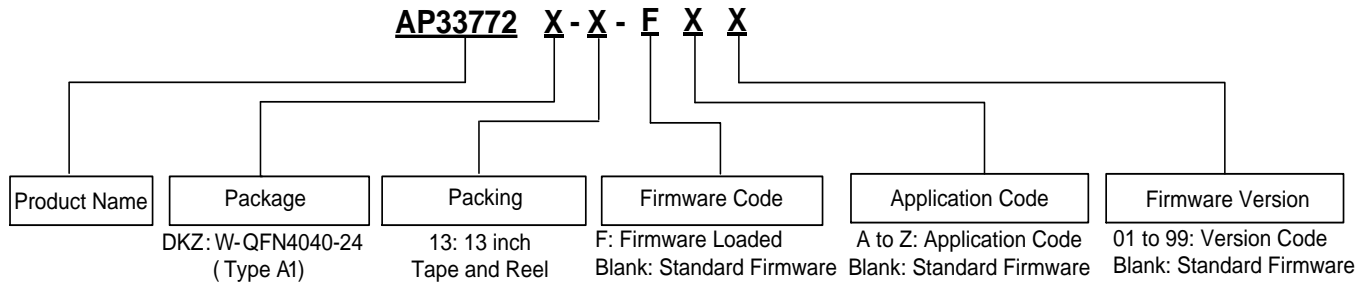 AP33772 X - X - F X X
Product Name
Package
Packing
Firmware Code
Application Code
Firmware Version
DKZ: W-QFN4040-24
( Type A1)
13: 13 inch
Tape and Reel
F: Firmware Loaded
Blank: Standard Firmware
A to Z: Application Code
Blank: Standard Firmware
01 to 99: Version Code
Blank: Standard Firmware